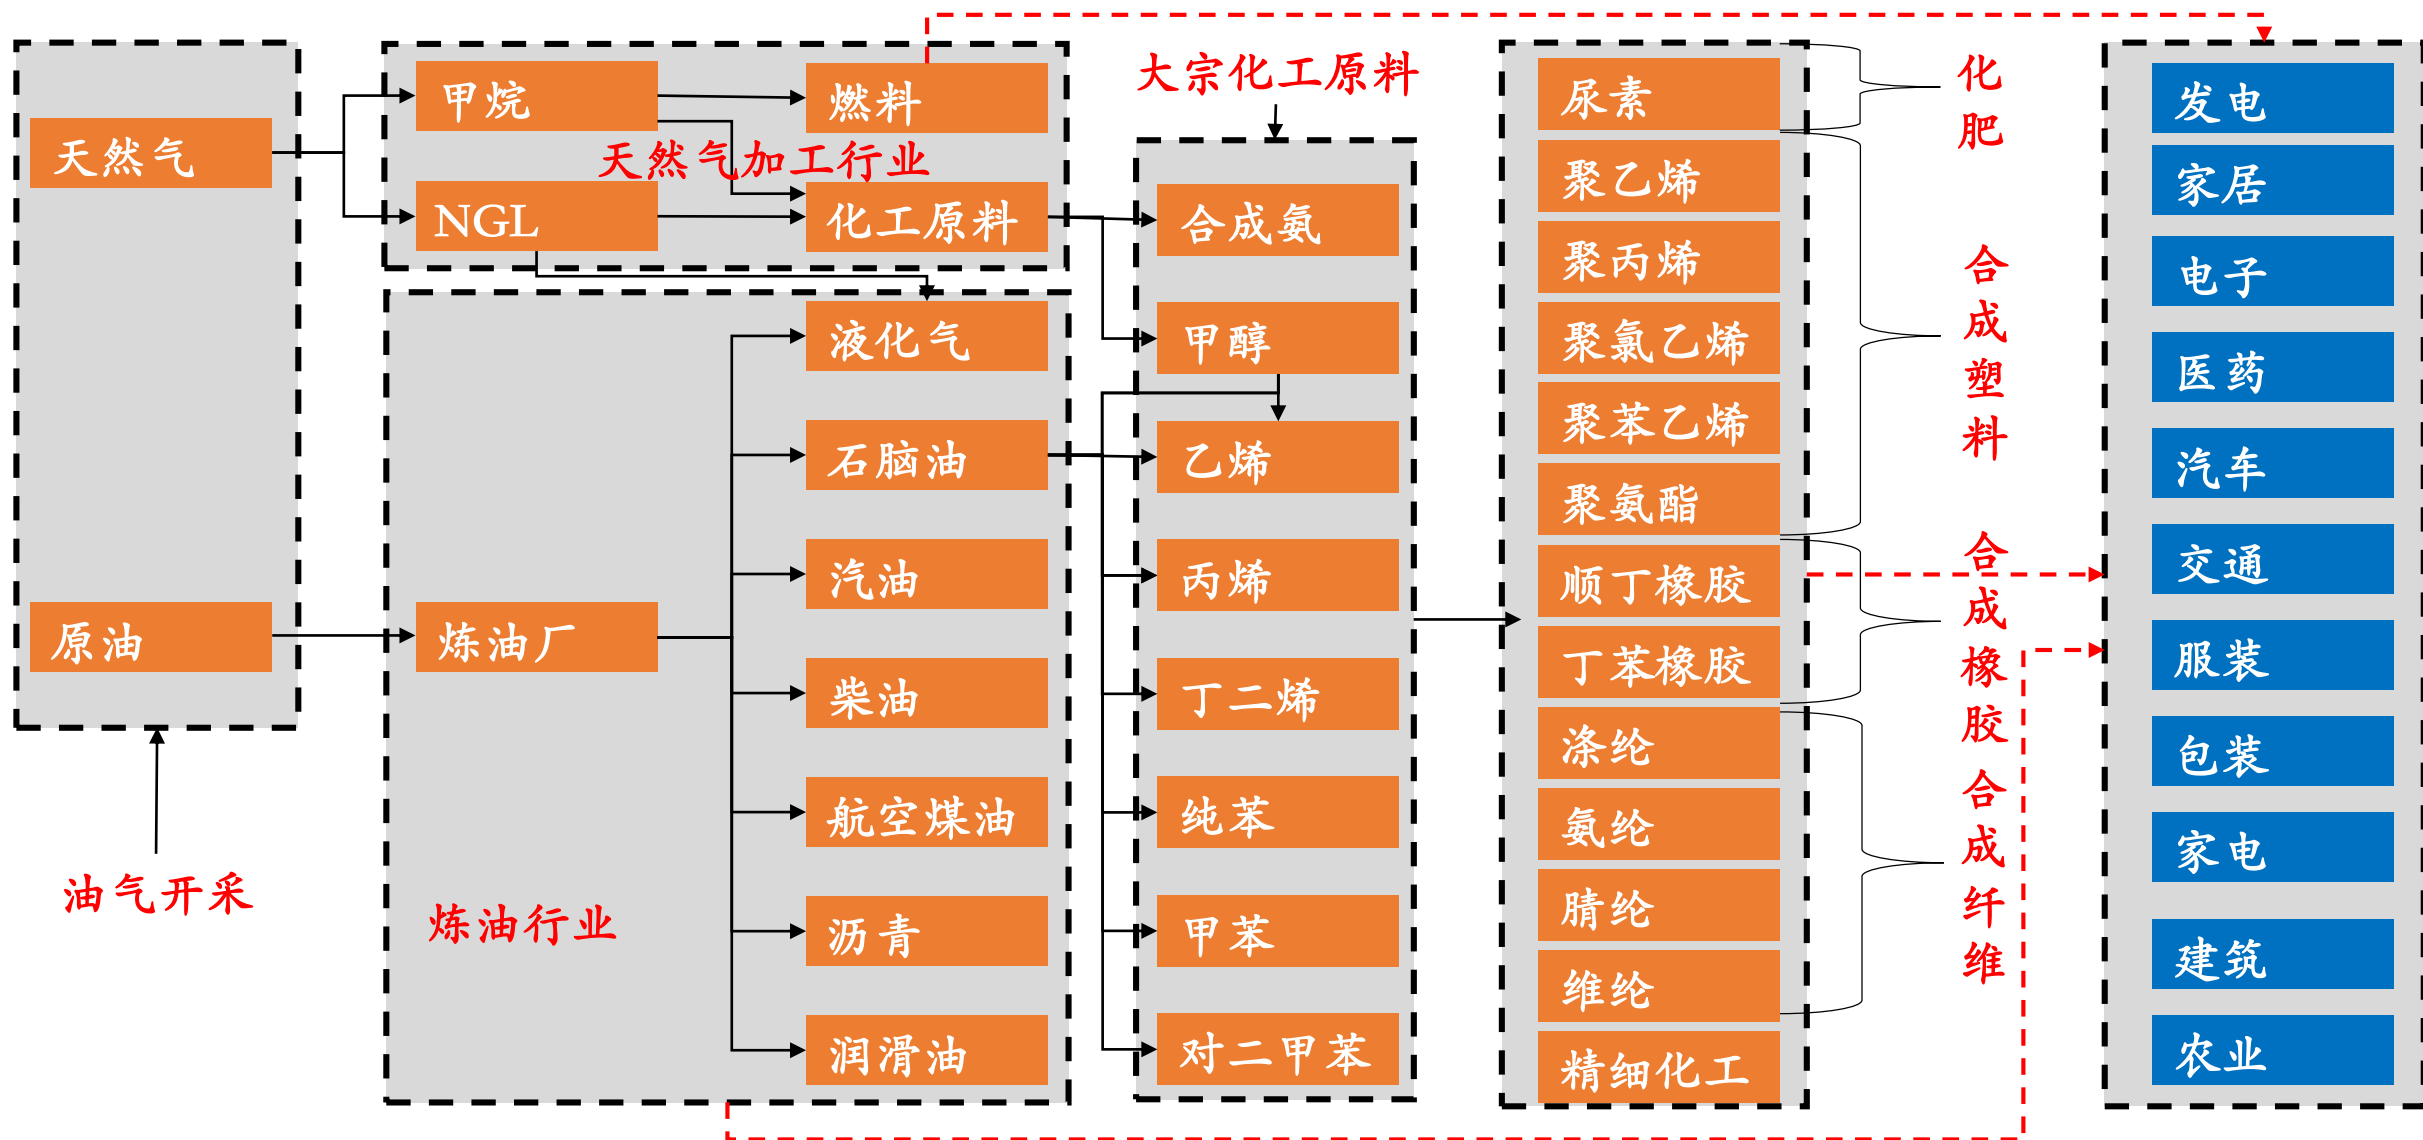 天然气
原油
油气开采
甲烷
燃料
天然气加工行业
NGL
化工原料
液化气
石脑油
汽油
炼油厂
柴油
航空煤油
炼油行业
沥青
润滑油
大宗化工原料
合成氨
甲醇
乙烯
丙烯
丁二烯
纯苯
甲苯
对二甲苯
尿素
聚乙烯
聚丙烯
聚氯乙烯
聚苯乙烯
聚氨酯
顺丁橡胶
丁苯橡胶
涤纶
氨纶
腈纶
维纶
精细化工
化肥
合成塑料
合成橡胶
合成纤维
发电
家居
电子
医药
汽车
交通
服装
包装
家电
建筑
农业